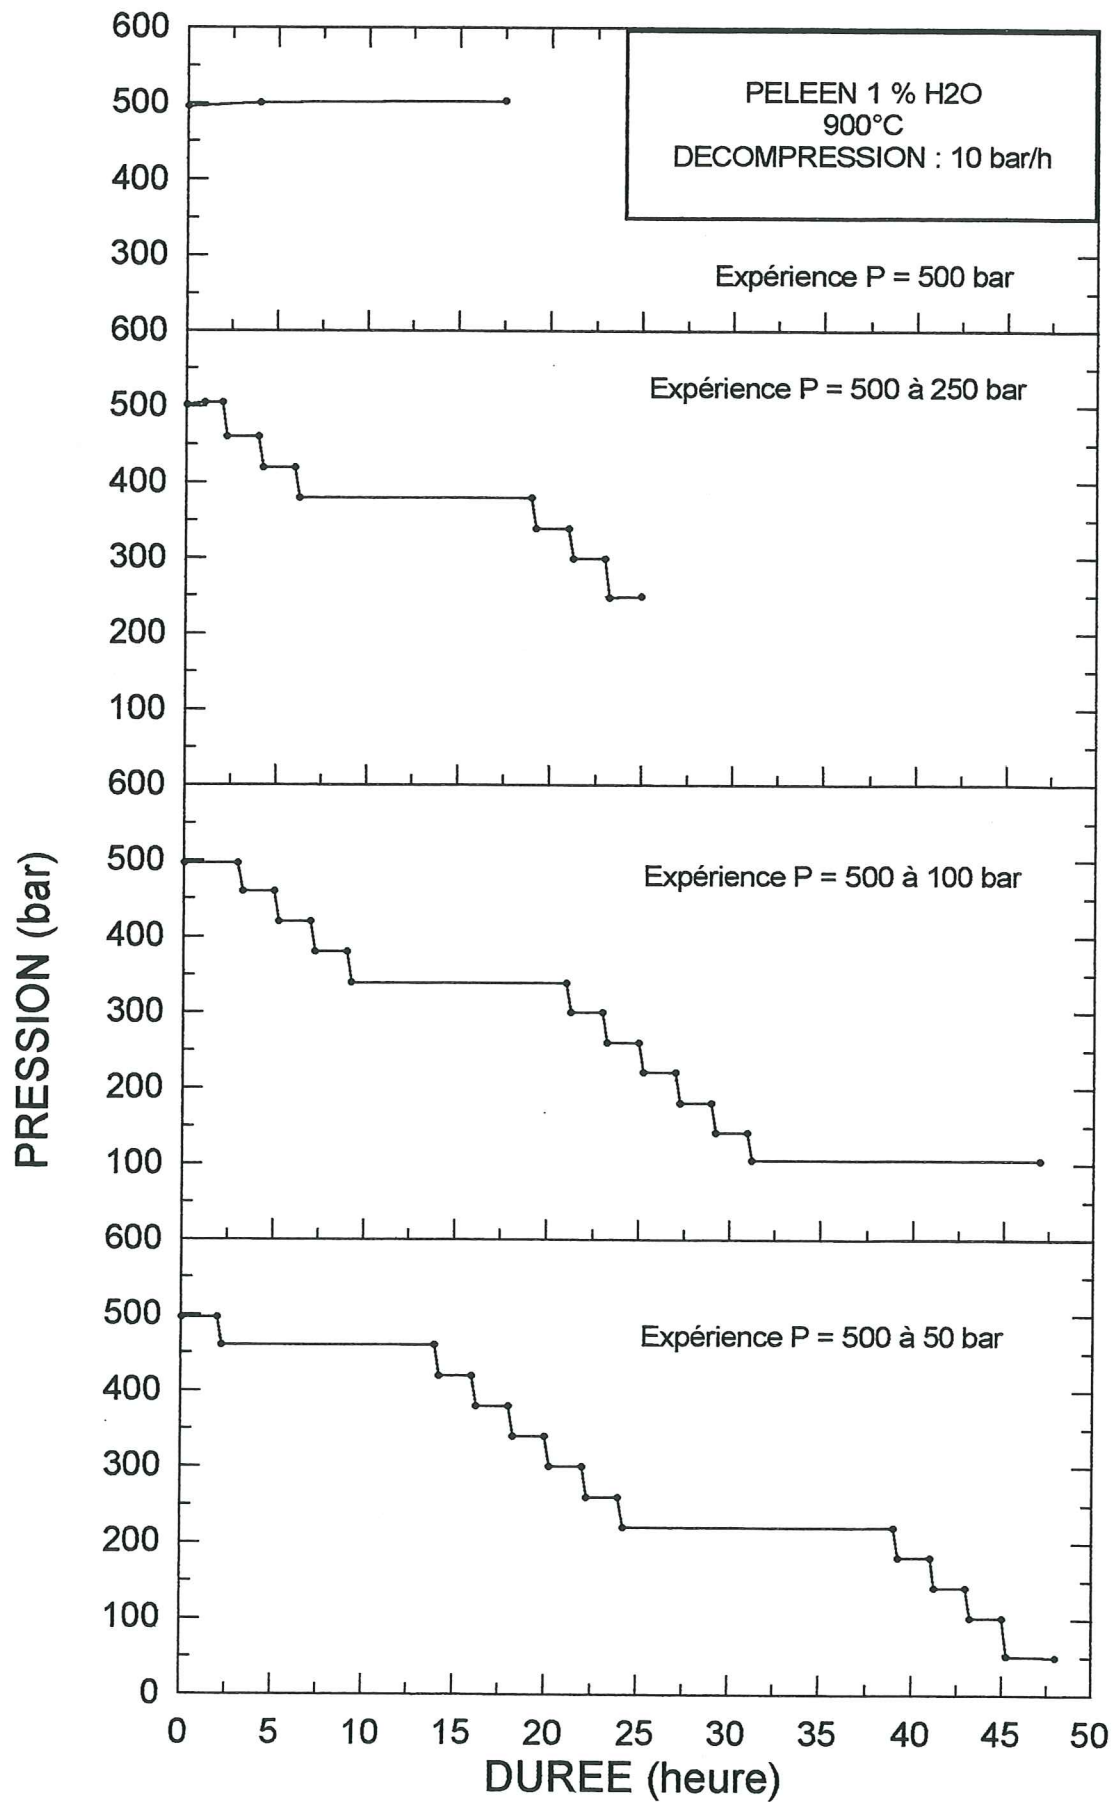 600
500
400
300
PELEEN 1 % H2O
900°C
DECOMPRESSION : 10 bar/h
Expérience P = 500 bar
600
500
400
300
200
100
Expérience P = 500 à 250 bar
600
500
400
300
200
100
Expérience P = 500 à 100 bar
600
500
400
300
200
100
0
Expérience P = 500 à 50 bar
PRESSION (bar)
0 5 10 15 20 25 30 35 40 45 50
DUREE (heure)